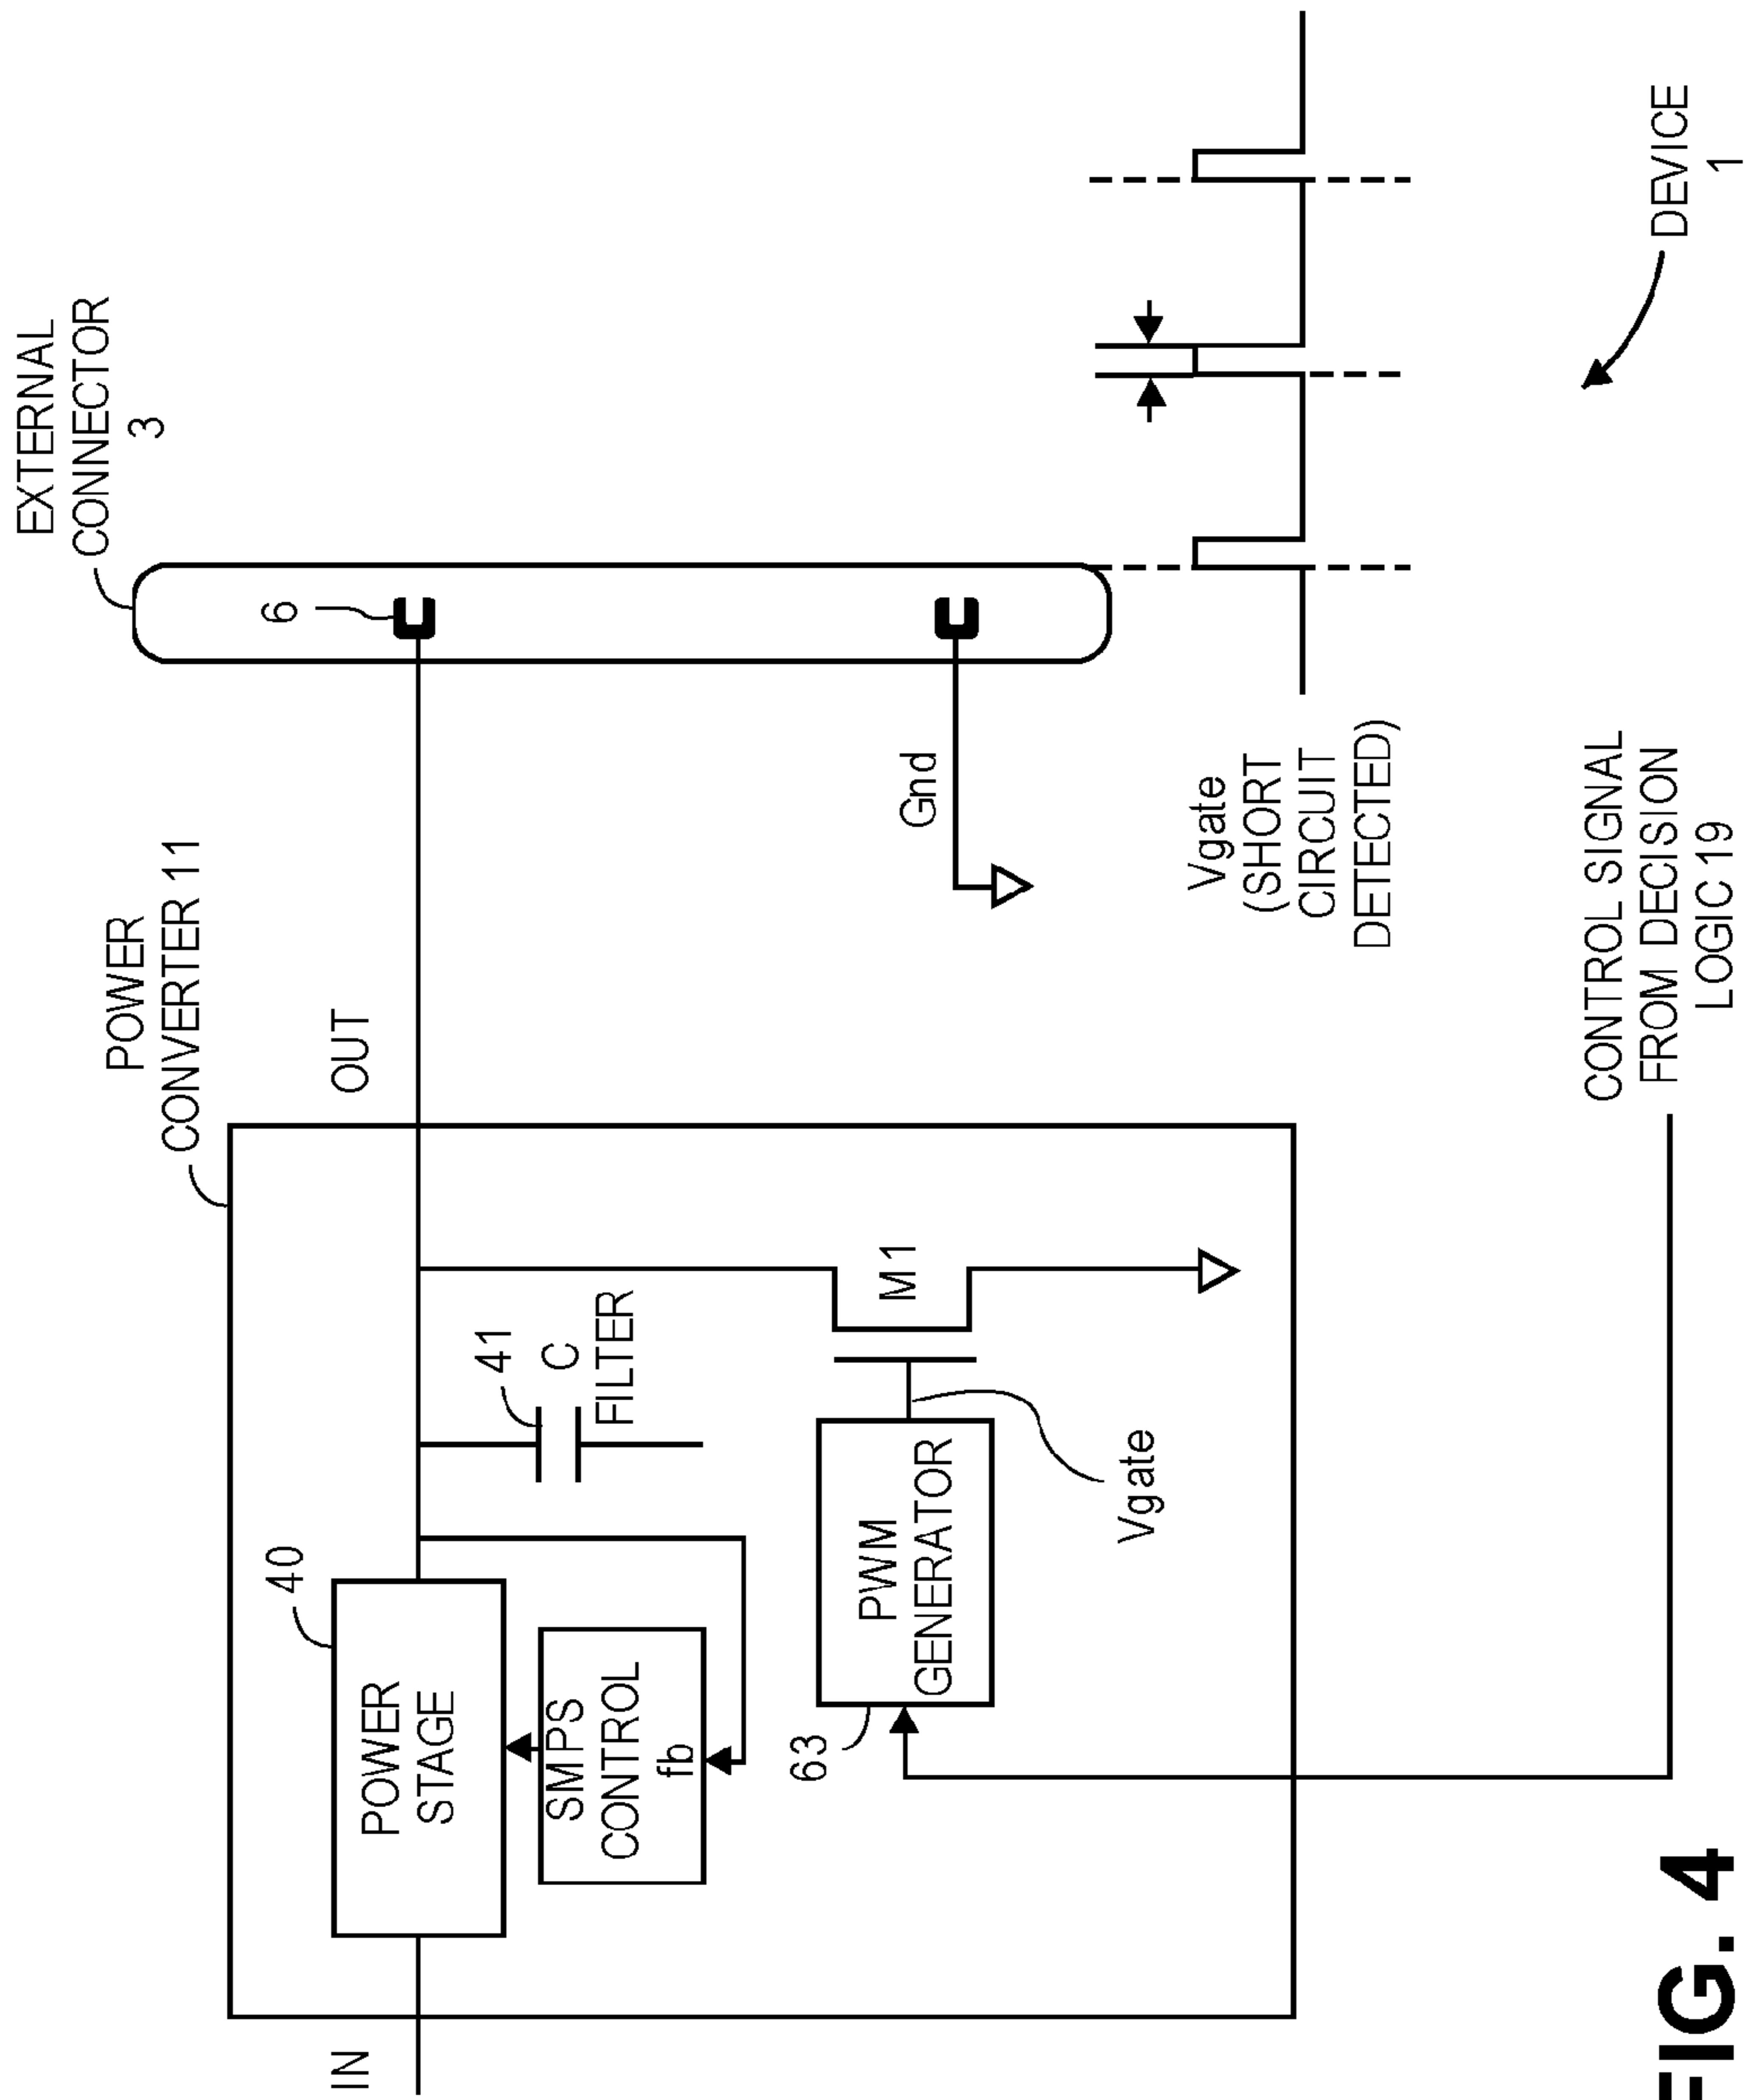 POWER
CONVERTER 111
EXTERNAL
CONNECTOR
3
IN
40
POWER
STAGE
SMPS
CONTROL
fb
41
C
FILTER
OUT
6
63
PWM
GENERATOR
M1
Vgate
Gnd
Vgate
(SHORT
CIRCUIT
DETECTED)
CONTROL SIGNAL
FROM DECISION
LOGIC 19
DEVICE
1
FIG. 4